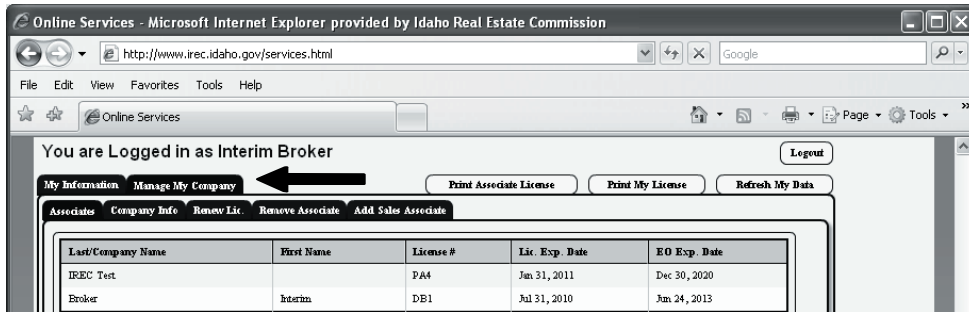 Online Services - Microsoft Internet Explorer provided by Idaho Real Estate Commission
http://www.irec.idaho.gov/services.html Google
File Edit View Favorites Tools Help
Online Services Page Tools
You are Logged in as Interim Broker Logout
My Information Manage My Company Print Associate License Print My License Refresh My Data
Associates Company Info Renew Lic. Remove Associate Add Sales Associate
Last/Company Name First Name License # Lic. Exp. Date EO Exp. Date
IREC Test PA4 Jan 31, 2011 Dec 30, 2020
Broker Interim DB1 Jul 31, 2010 Jun 24, 2013